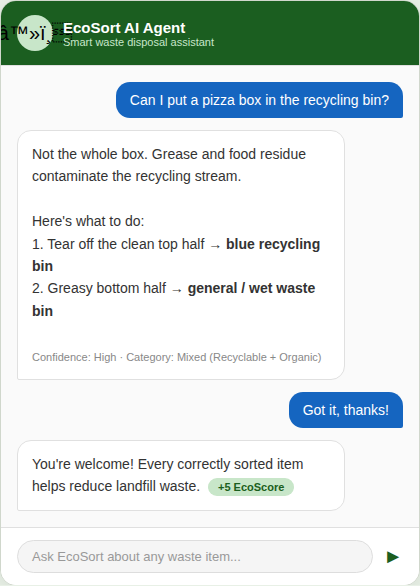 EcoSort AI Agent
Smart waste disposal assistant
Can I put a pizza box in the recycling bin?
Not the whole box. Grease and food residue
contaminate the recycling stream.
Here's what to do:
1. Tear off the clean top half → blue recycling
bin
2. Greasy bottom half → general / wet waste
bin
Confidence: High · Category: Mixed (Recyclable + Organic)
Got it, thanks!
You're welcome! Every correctly sorted item
helps reduce landfill waste. +5 EcoScore
Ask EcoSort about any waste item...